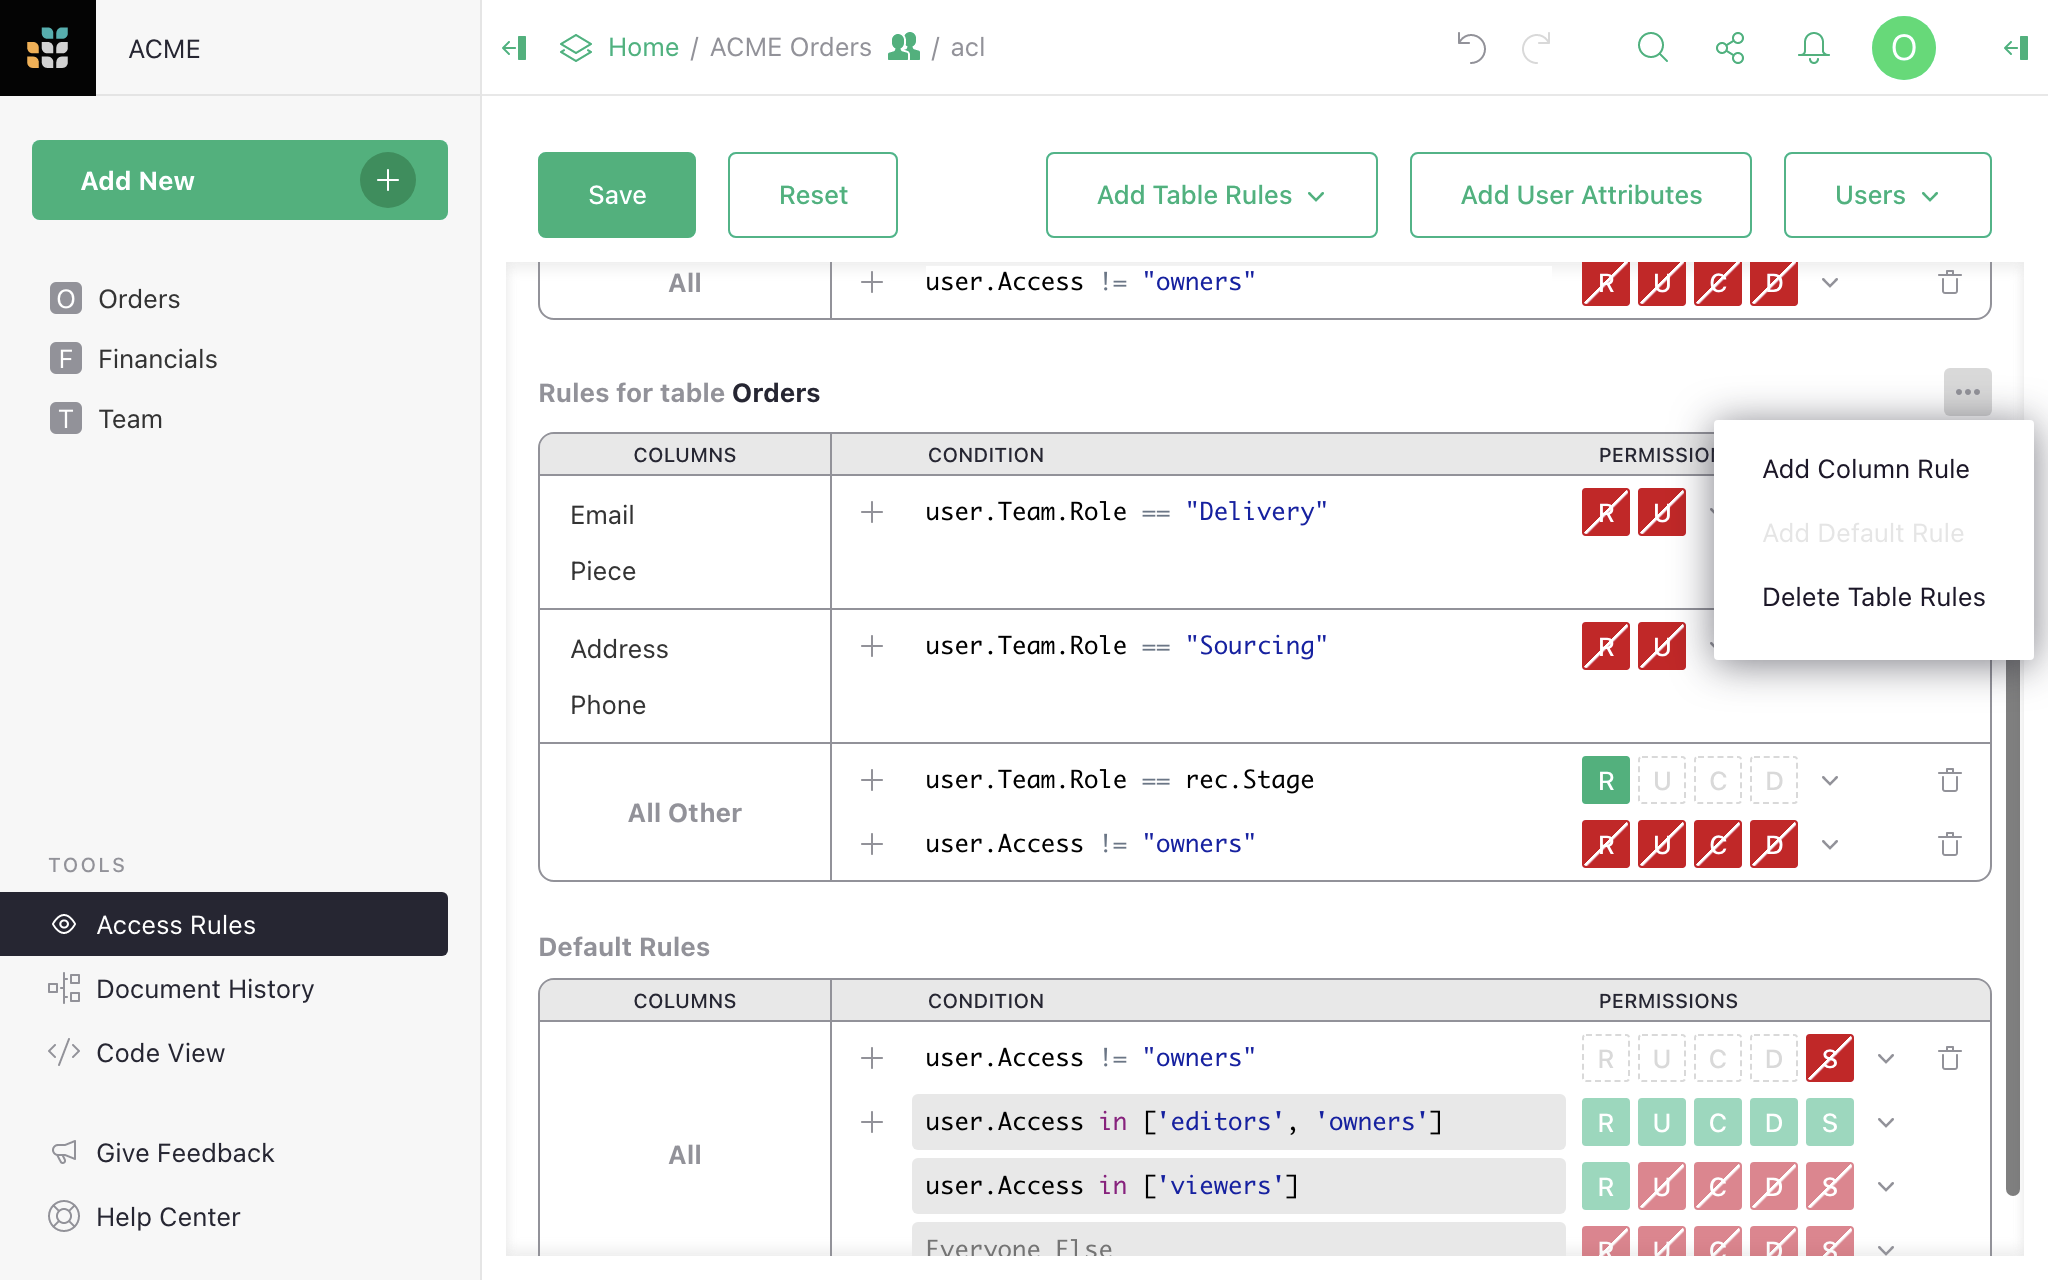 ACME
Home / ACME Orders / acl
O
Add New
Save
Reset
Add Table Rules
Add User Attributes
Users
O Orders
F Financials
T Team
TOOLS
Access Rules
Document History
Code View
Give Feedback
Help Center
All
user.Access != "owners"
R U C D
Rules for table Orders
COLUMNS CONDITION PERMISSION
Add Column Rule
Add Default Rule
Delete Table Rules
Email
Piece
user.Team.Role == "Delivery"
R U
Address
Phone
user.Team.Role == "Sourcing"
R U
All Other
user.Team.Role == rec.Stage
R U C D
user.Access != "owners"
R U C D
Default Rules
COLUMNS CONDITION PERMISSIONS
All
user.Access != "owners"
R U C D S
user.Access in ['editors', 'owners']
R U C D S
user.Access in ['viewers']
R U C D S
Everyone Else
R U C D S